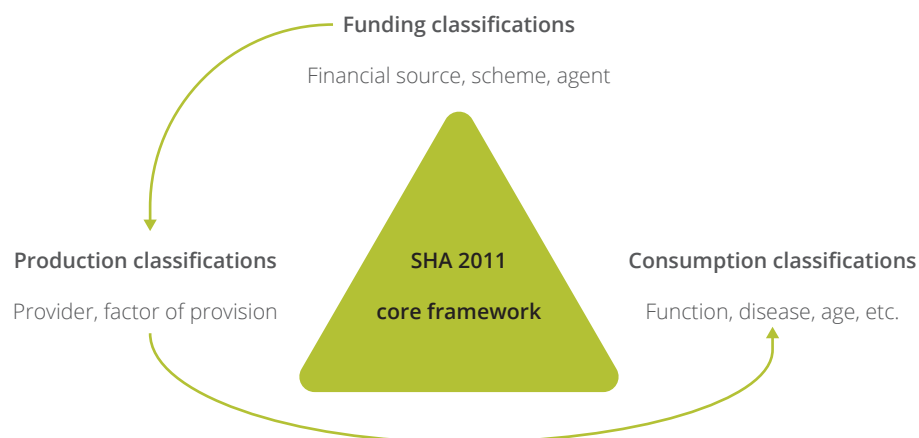 Funding classifications
Financial source, scheme, agent
Production classifications
Provider, factor of provision
SHA 2011
core framework
Consumption classifications
Function, disease, age, etc.